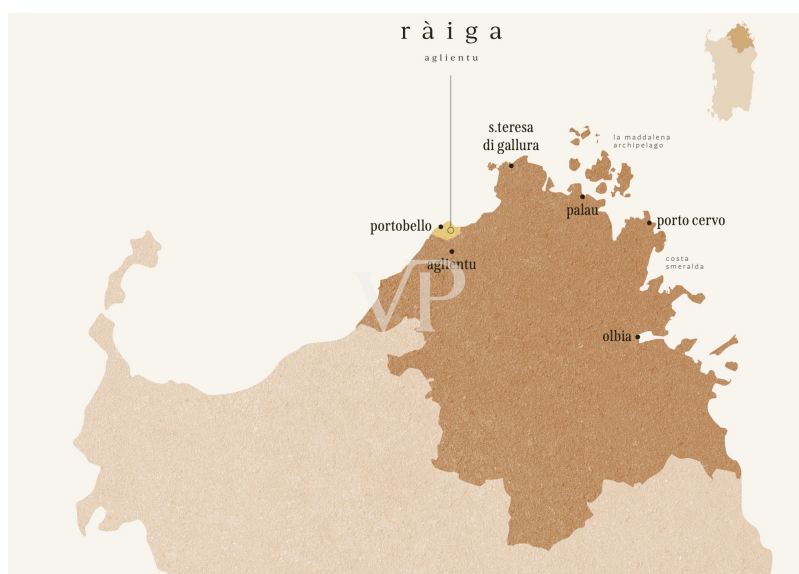 ràiga
aglientu
s.teresa
di gallura
la maddalena
archipelago
palau
portobello
porto cervo
aglientu
costa
smeralda
VP
olbia